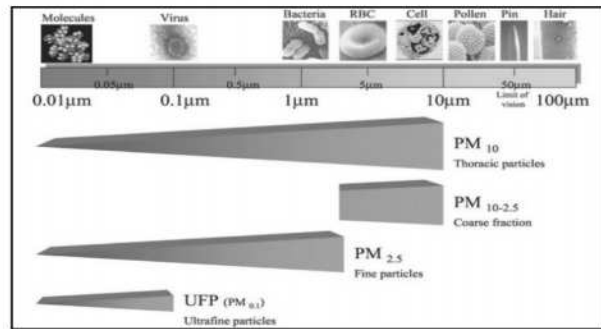 Molecules Virus Bacteria RBC Cell Pollen Pin Hair
0.05μm 0.5μm 5μm 50μm
0.01μm 0.1μm 1μm 10μm Limit of vision 100μm
PM 10
Thoracic particles
PM 10-2.5
Coarse fraction
PM 2.5
Fine particles
UFP (PM 0.1)
Ultrafine particles